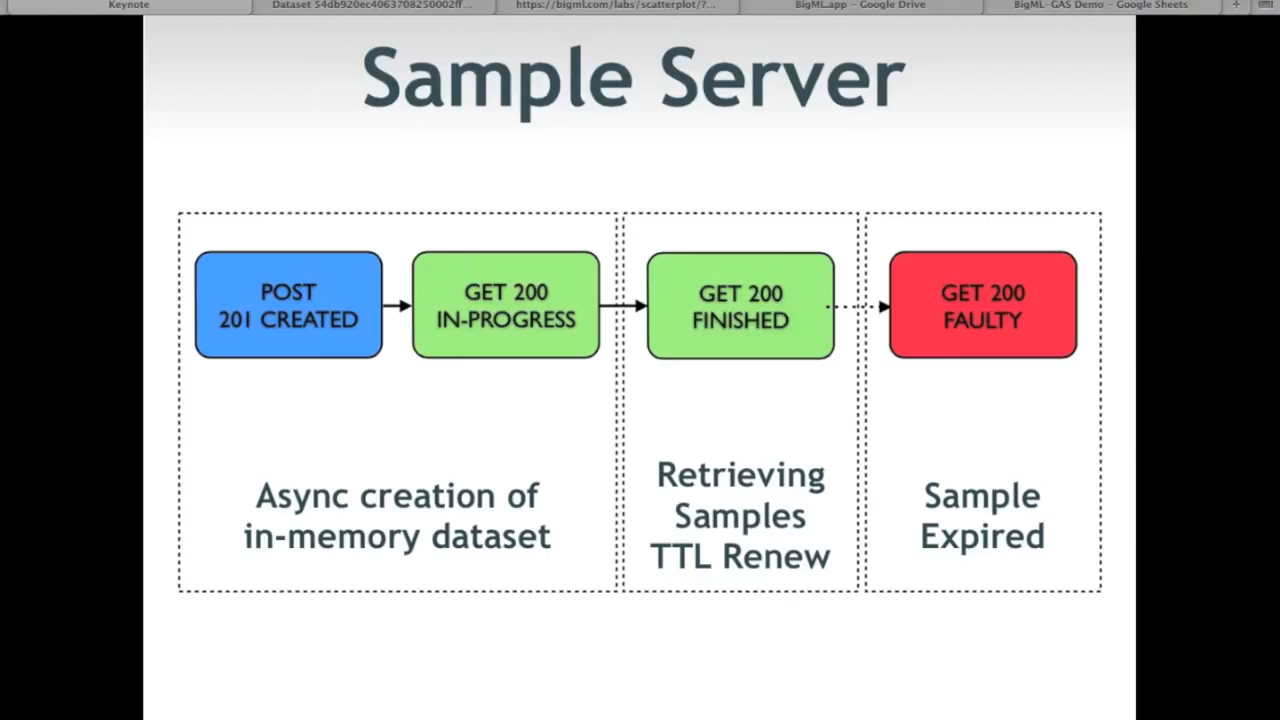 Keynote
Dataset 54db920ec40637082500​02ff...
https://bigml.com/labs/scatterplot/?...
BigML.app – Google Drive
BigML-GAS Demo – Google Sheets
Sample Server
POST
201 CREATED
GET 200
IN-PROGRESS
GET 200
FINISHED
GET 200
FAULTY
Async creation of
in-memory dataset
Retrieving
Samples
TTL Renew
Sample
Expired